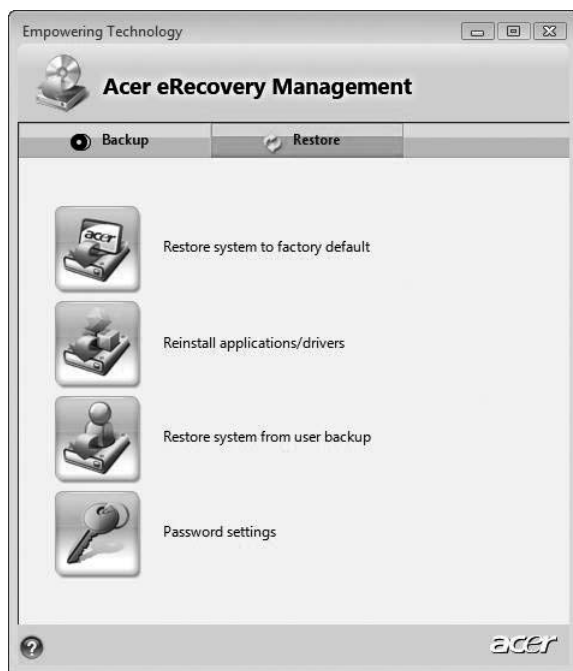 Empowering Technology
Acer eRecovery Management
Backup
Restore
acer
Restore system to factory default
Reinstall applications/drivers
Restore system from user backup
Password settings
?
acer